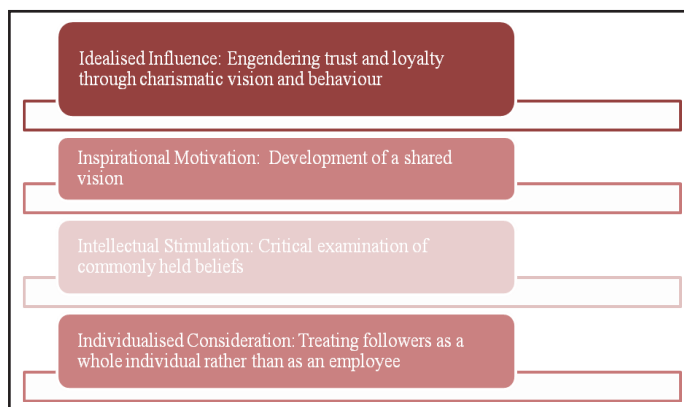 Idealised Influence: Engendering trust and loyalty
through charismatic vision and behaviour
Inspirational Motivation:  Development of a shared
vision
Intellectual Stimulation: Critical examination of
commonly held beliefs
Individualised Consideration: Treating followers as a
whole individual rather than as an employee